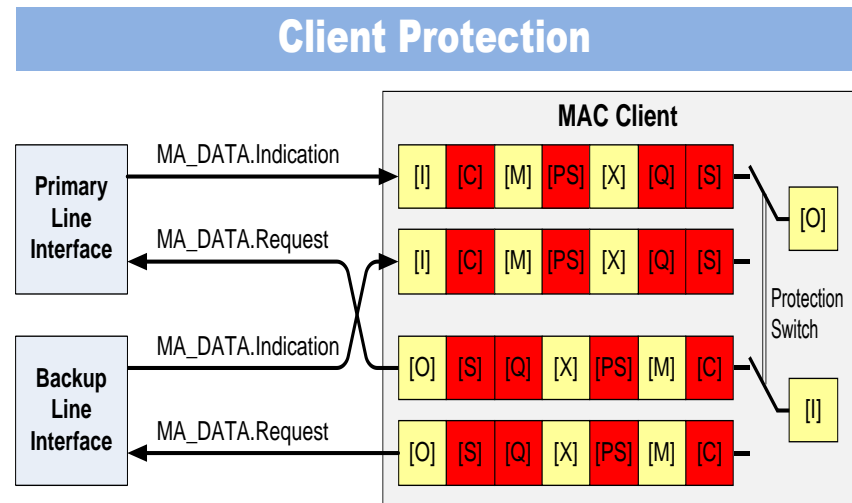 Client Protection
MAC Client
MA_DATA.Indication
Primary
Line
Interface
[I] [C] [M] [PS] [X] [Q] [S]
[O]
MA_DATA.Request
[I] [C] [M] [PS] [X] [Q] [S]
Protection
Switch
MA_DATA.Indication
Backup
Line
Interface
[O] [S] [Q] [X] [PS] [M] [C]
[I]
MA_DATA.Request
[O] [S] [Q] [X] [PS] [M] [C]